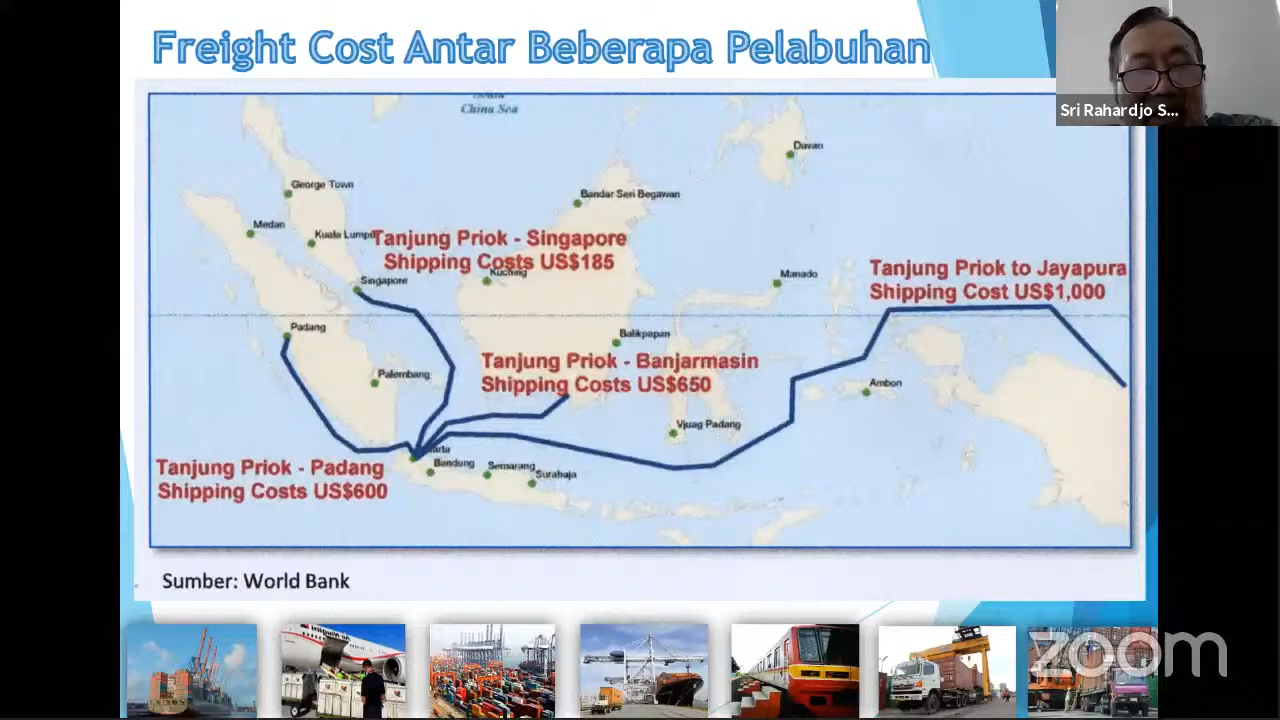 Freight Cost Antar Beberapa Pelabuhan
Sri Rahardjo S...
China Sea
Davao
George Town
Bandar Seri Begawan
Medan
Kuala Lumpu
Tanjung Priok - Singapore
Shipping Costs US$185
Kuching
Singapore
Manado
Tanjung Priok to Jayapura
Shipping Cost US$1,000
Padang
Balikpapan
Tanjung Priok - Banjarmasin
Shipping Costs US$650
Palembang
Ambon
Vjuag Padang
arta
Bandung
Semarang
Surabaja
Tanjung Priok - Padang
Shipping Costs US$600
Sumber: World Bank
zoom